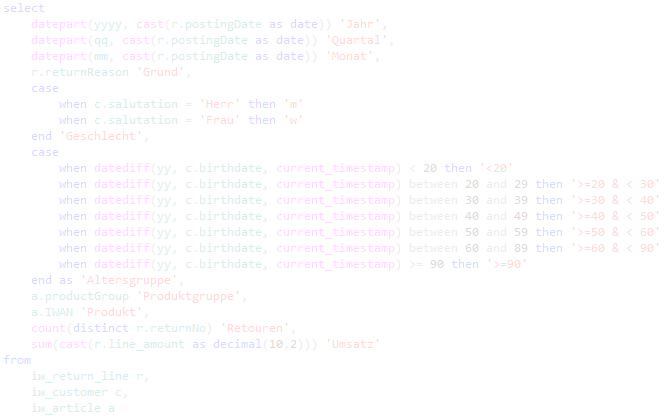 select
datepart(yyyy, cast(r.postingDate as date)) 'Jahr',
datepart(qq, cast(r.postingDate as date)) 'Quartal',
datepart(mm, cast(r.postingDate as date)) 'Monat',
r.returnReason 'Grund',
case
when c.salutation = 'Herr' then 'm'
when c.salutation = 'Frau' then 'w'
end 'Geschlecht',
case
when datediff(yy, c.birthdate, current_timestamp) < 20 then '<20'
when datediff(yy, c.birthdate, current_timestamp) between 20 and 29 then '>=20 & < 30'
when datediff(yy, c.birthdate, current_timestamp) between 30 and 39 then '>=30 & < 40'
when datediff(yy, c.birthdate, current_timestamp) between 40 and 49 then '>=40 & < 50'
when datediff(yy, c.birthdate, current_timestamp) between 50 and 59 then '>=50 & < 60'
when datediff(yy, c.birthdate, current_timestamp) between 60 and 89 then '>=60 & < 90'
when datediff(yy, c.birthdate, current_timestamp) >= 90 then '>=90'
end as 'Altersgruppe',
a.productGroup 'Produktgruppe',
a.IWAN 'Produkt',
count(distinct r.returnNo) 'Retouren',
sum(cast(r.line_amount as decimal(10,2))) 'Umsatz'
from
iw_return_line r,
iw_customer c,
iw_article a